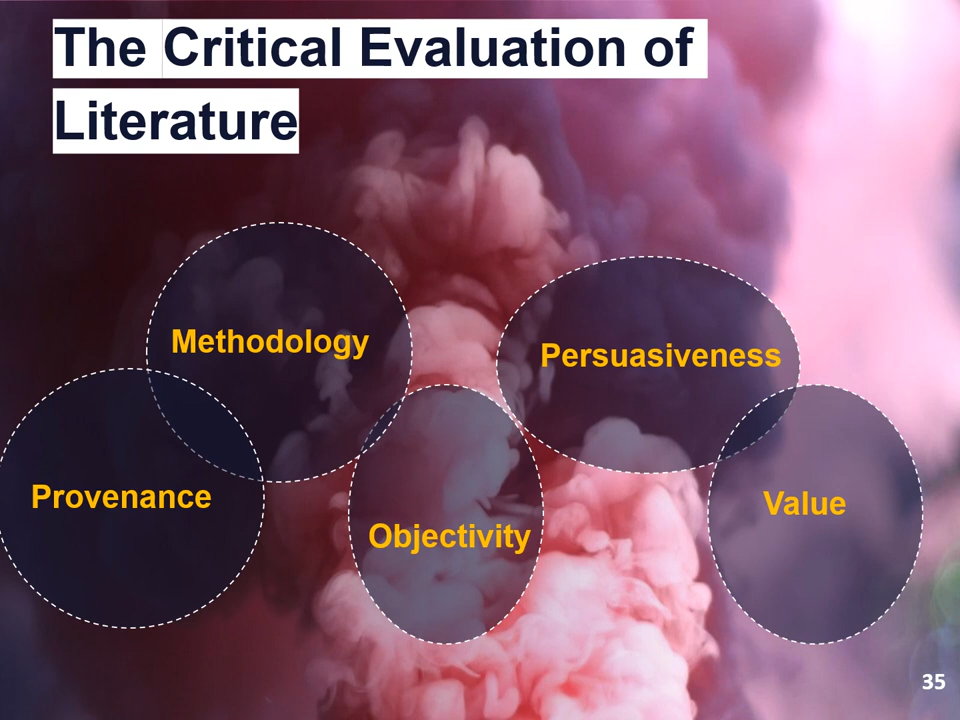 The Critical Evaluation of
Literature
Methodology
Persuasiveness
Provenance
Value
Objectivity
35